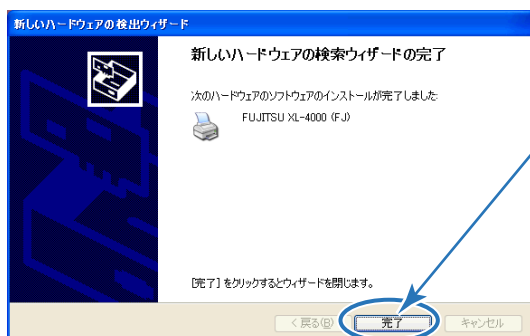 新しいハードウェアの検出ウィザード
新しいハードウェアの検索ウィザードの完了
次のハードウェアのソフトウェアのインストールが完了しました:
FUJITSU XL-4000 (FJ)
[完了] をクリックするとウィザードを閉じます。
< 戻る(B) 完了 キャンセル